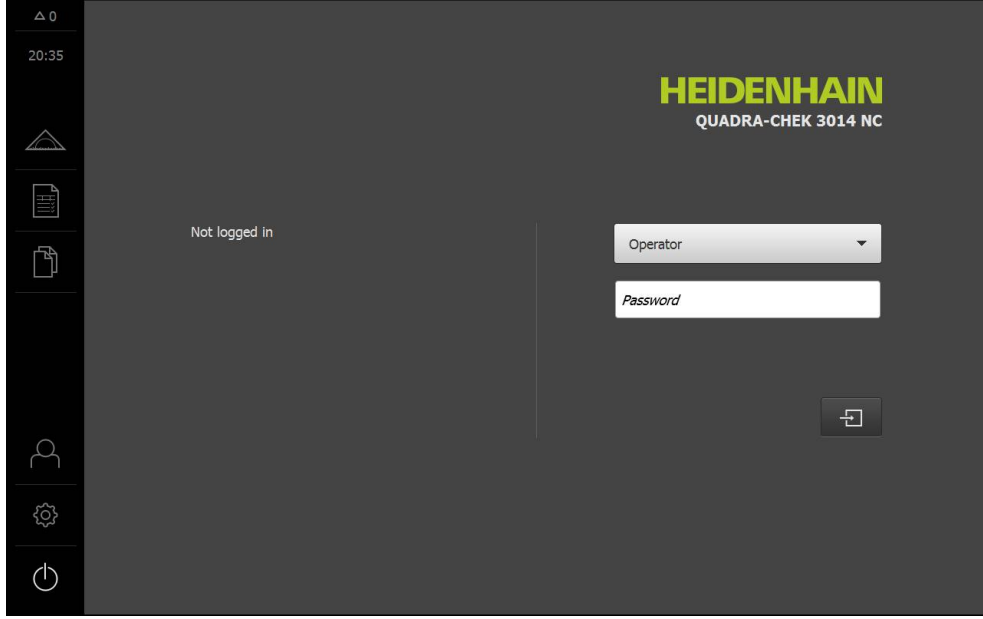 △ 0
20:35
HEIDENHAIN
QUADRA-CHEK 3014 NC
Not logged in
Operator
Password